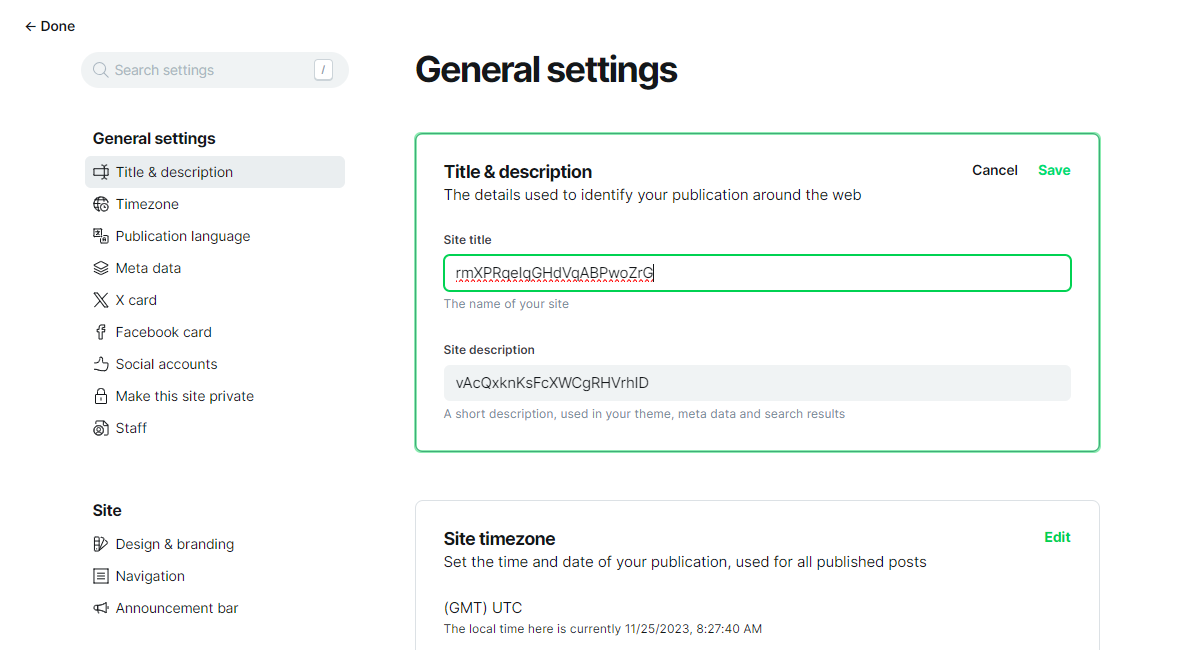 ← Done
Search settings /
General settings
General settings
Title & description
Timezone
Publication language
Meta data
X card
Facebook card
Social accounts
Make this site private
Staff
Site
Design & branding
Navigation
Announcement bar
Title & description
Cancel Save
The details used to identify your publication around the web
Site title
rmXPRqeIqGHdVqABPwoZrG
The name of your site
Site description
vAcQxknKsFcXWCgRHVrhID
A short description, used in your theme, meta data and search results
Site timezone
Edit
Set the time and date of your publication, used for all published posts
(GMT) UTC
The local time here is currently 11/25/2023, 8:27:40 AM